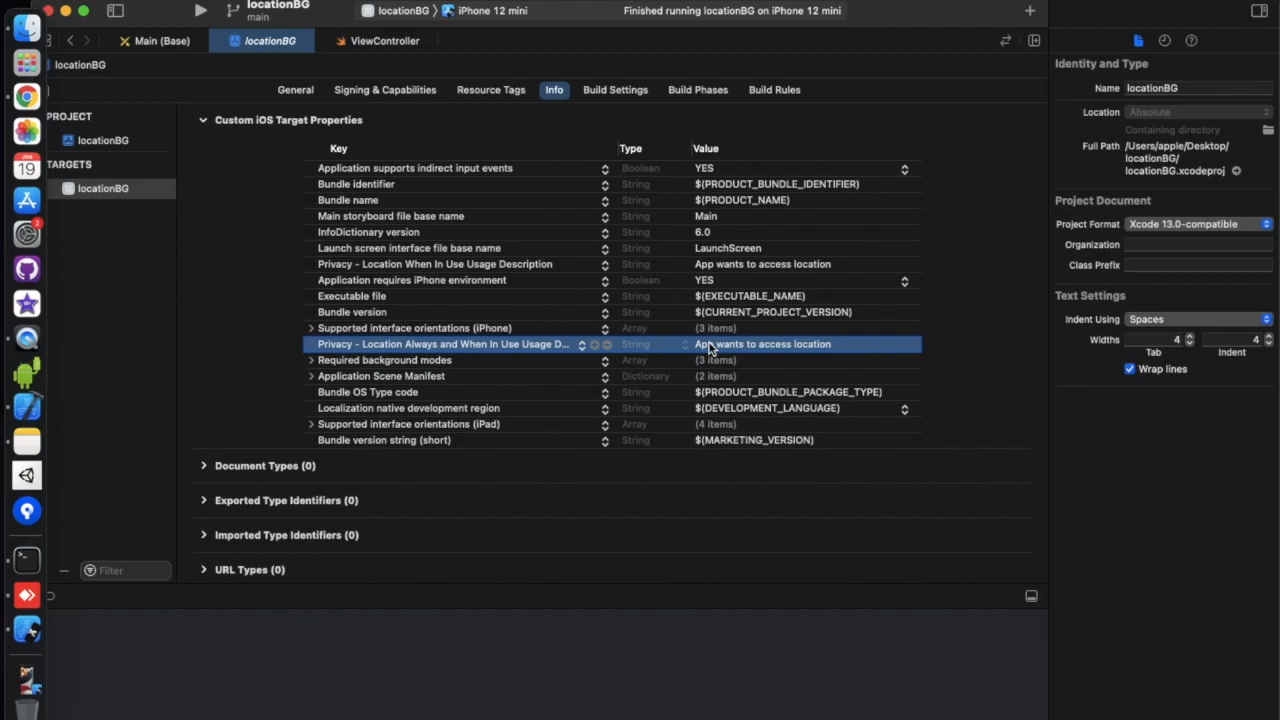 locationBG
main
locationBG 〉 iPhone 12 mini
Finished running locationBG on iPhone 12 mini
Main (Base)
locationBG
ViewController
locationBG
General
Signing & Capabilities
Resource Tags
Info
Build Settings
Build Phases
Build Rules
PROJECT
locationBG
TARGETS
locationBG
Filter
Custom iOS Target Properties
Key Type Value
Application supports indirect input events Boolean YES
Bundle identifier String $(PRODUCT_BUNDLE_IDENTIFIER)
Bundle name String $(PRODUCT_NAME)
Main storyboard file base name String Main
InfoDictionary version String 6.0
Launch screen interface file base name String LaunchScreen
Privacy - Location When In Use Usage Description String App wants to access location
Application requires iPhone environment Boolean YES
Executable file String $(EXECUTABLE_NAME)
Bundle version String $(CURRENT_PROJECT_VERSION)
Supported interface orientations (iPhone) Array (3 items)
Privacy - Location Always and When In Use Usage D... String App wants to access location
Required background modes Array (3 items)
Application Scene Manifest Dictionary (2 items)
Bundle OS Type code String $(PRODUCT_BUNDLE_PACKAGE_TYPE)
Localization native development region String $(DEVELOPMENT_LANGUAGE)
Supported interface orientations (iPad) Array (4 items)
Bundle version string (short) String $(MARKETING_VERSION)
Document Types (0)
Exported Type Identifiers (0)
Imported Type Identifiers (0)
URL Types (0)
Identity and Type
Name locationBG
Location Absolute
Containing directory
Full Path /Users/apple/Desktop/
locationBG/
locationBG.xcodeproj
Project Document
Project Format Xcode 13.0-compatible
Organization
Class Prefix
Text Settings
Indent Using Spaces
Widths 4 4
Tab Indent
Wrap lines
JAN
19
2